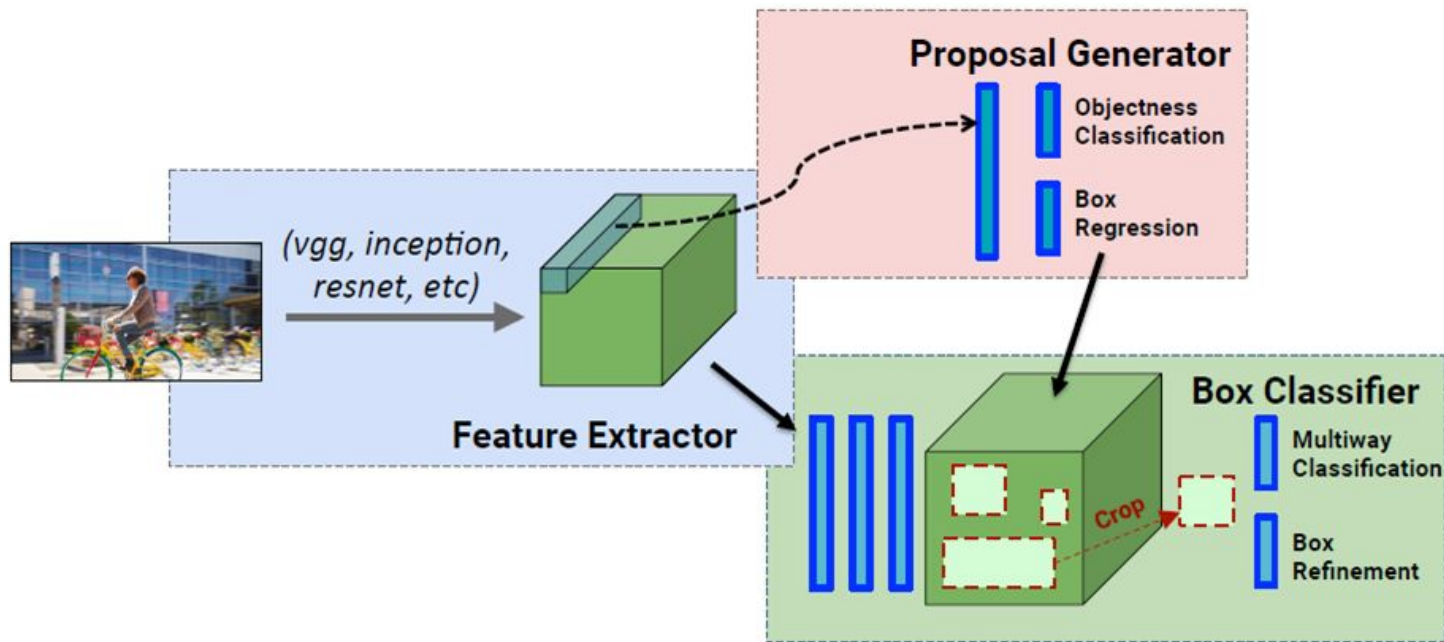 Proposal Generator
Objectness
Classification
Box
Regression
(vgg, inception,
resnet, etc)
Feature Extractor
Box Classifier
Multiway
Classification
Crop
Box
Refinement